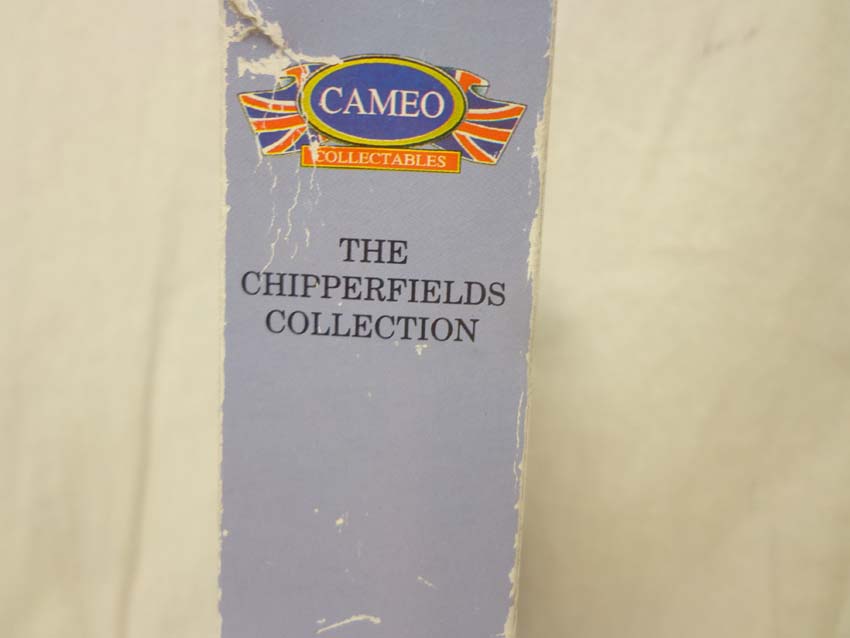 CAMEO
COLLECTABLES
THE
CHIPPERFIELDS
COLLECTION